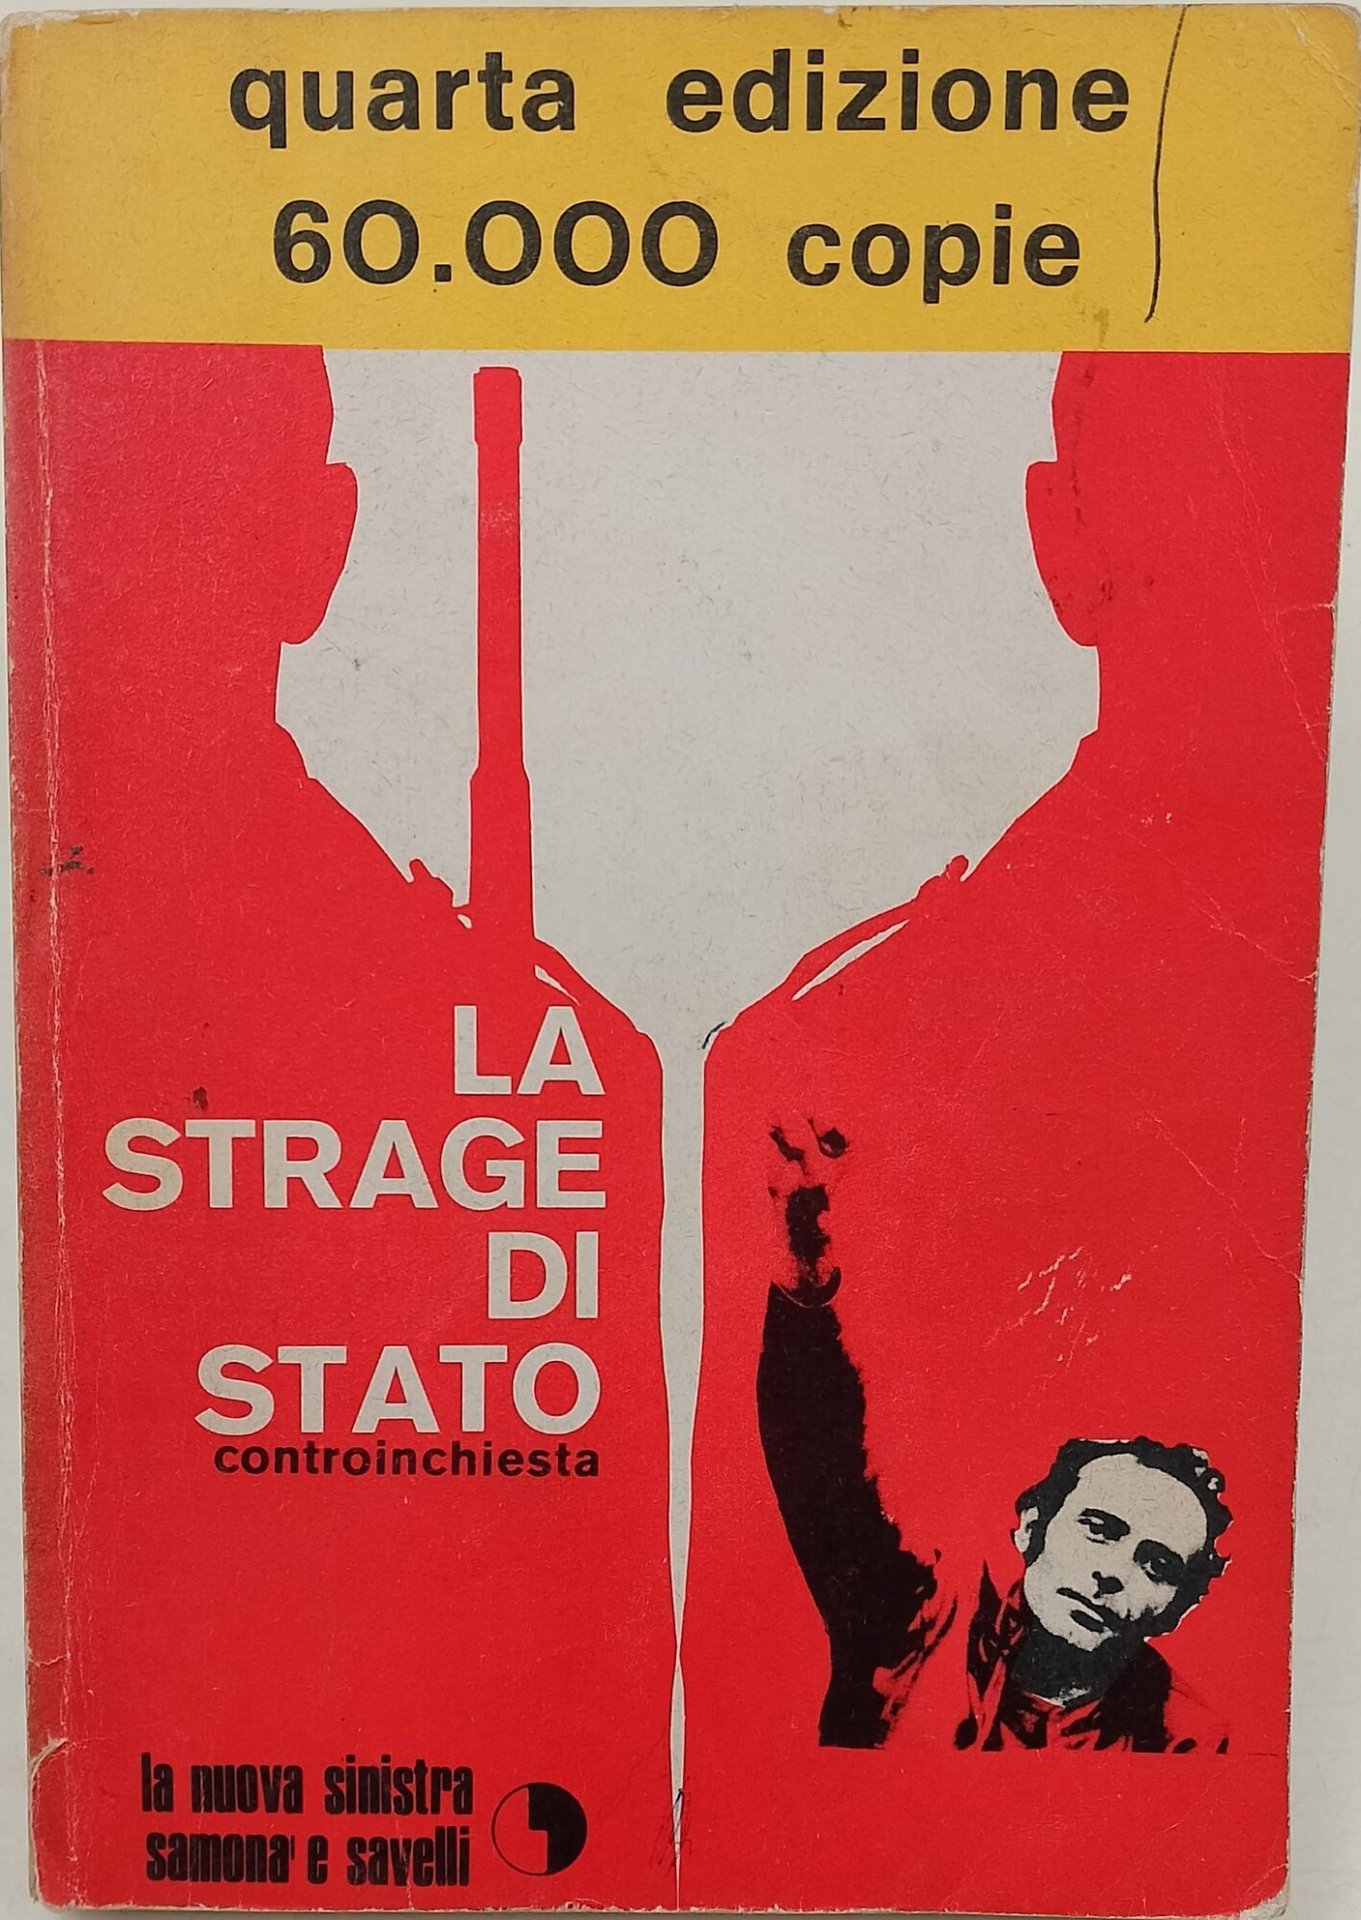 quarta edizione
60.000 copie
LA
STRAGE
DI
STATO
controinchiesta
la nuova sinistra
samona' e savelli